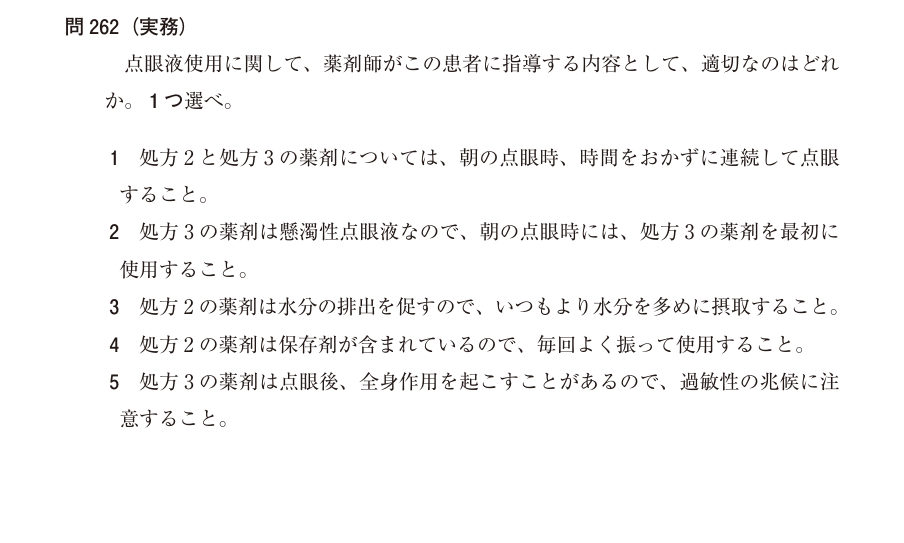 問 262（実務）
点眼液使用に関して、薬剤師がこの患者に指導する内容として、適切なのはどれ
か。1つ選べ。
1 処方２と処方３の薬剤については、朝の点眼時、時間をおかずに連続して点眼
すること。
2 処方３の薬剤は懸濁性点眼液なので、朝の点眼時には、処方３の薬剤を最初に
使用すること。
3 処方２の薬剤は水分の排出を促すので、いつもより水分を多めに摂取すること。
4 処方２の薬剤は保存剤が含まれているので、毎回よく振って使用すること。
5 処方３の薬剤は点眼後、全身作用を起こすことがあるので、過敏性の兆候に注
意すること。